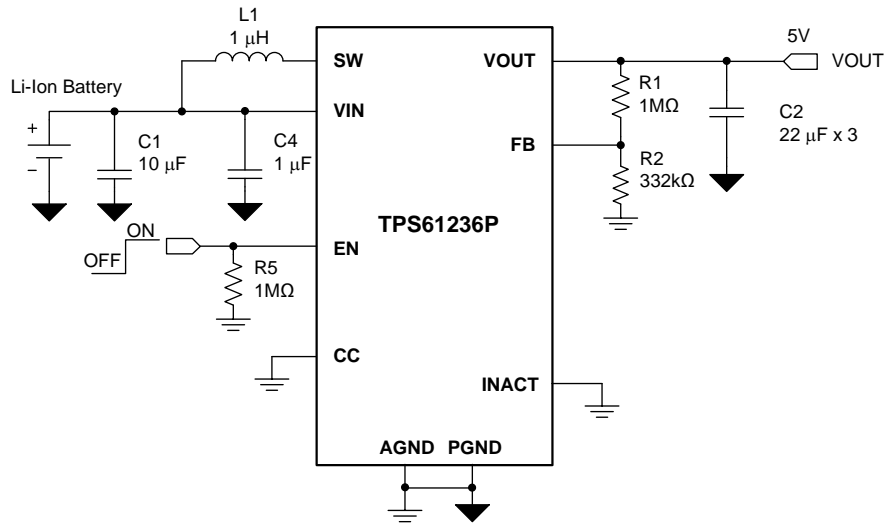 L1
1 μH
SW
VOUT
5V
VOUT
R1
1MΩ
Li-Ion Battery
VIN
C2
22 μF x 3
+
−
C1
10 μF
C4
1 μF
FB
R2
332kΩ
TPS61236P
ON
OFF
EN
R5
1MΩ
CC
INACT
AGND PGND